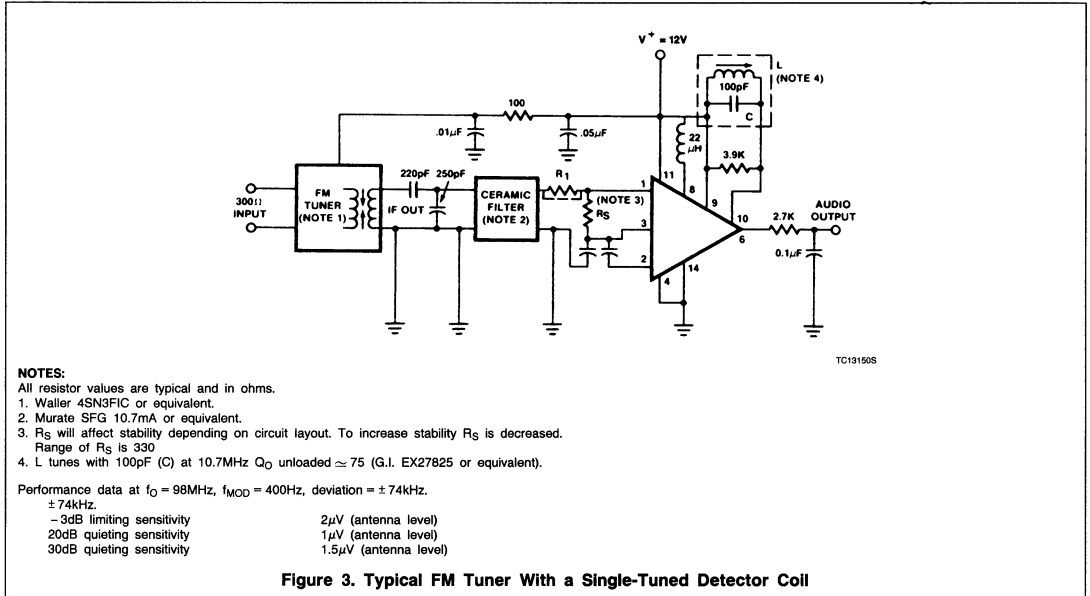 V+ = 12V
L
(NOTE 4)
100pF
C
100
.01µF
.05µF
22
µH
3.9K
11
8
9
10
6
FM
TUNER
(NOTE 1)
300Ω
INPUT
220pF 250pF
IF OUT
CERAMIC
FILTER
(NOTE 2)
R1
(NOTE 3)
RS
1
3
2
4
14
2.7K
AUDIO
OUTPUT
0.1µF
TC13150S
NOTES:
All resistor values are typical and in ohms.
1. Waller 4SN3FIC or equivalent.
2. Murate SFG 10.7mA or equivalent.
3. RS will affect stability depending on circuit layout. To increase stability RS is decreased.
Range of RS is 330
4. L tunes with 100pF (C) at 10.7MHz QO unloaded ≃ 75 (G.I. EX27825 or equivalent).
Performance data at fO = 98MHz, fMOD = 400Hz, deviation = ± 74kHz.
± 74kHz.
−3dB limiting sensitivity 2µV (antenna level)
20dB quieting sensitivity 1µV (antenna level)
30dB quieting sensitivity 1.5µV (antenna level)
Figure 3. Typical FM Tuner With a Single-Tuned Detector Coil